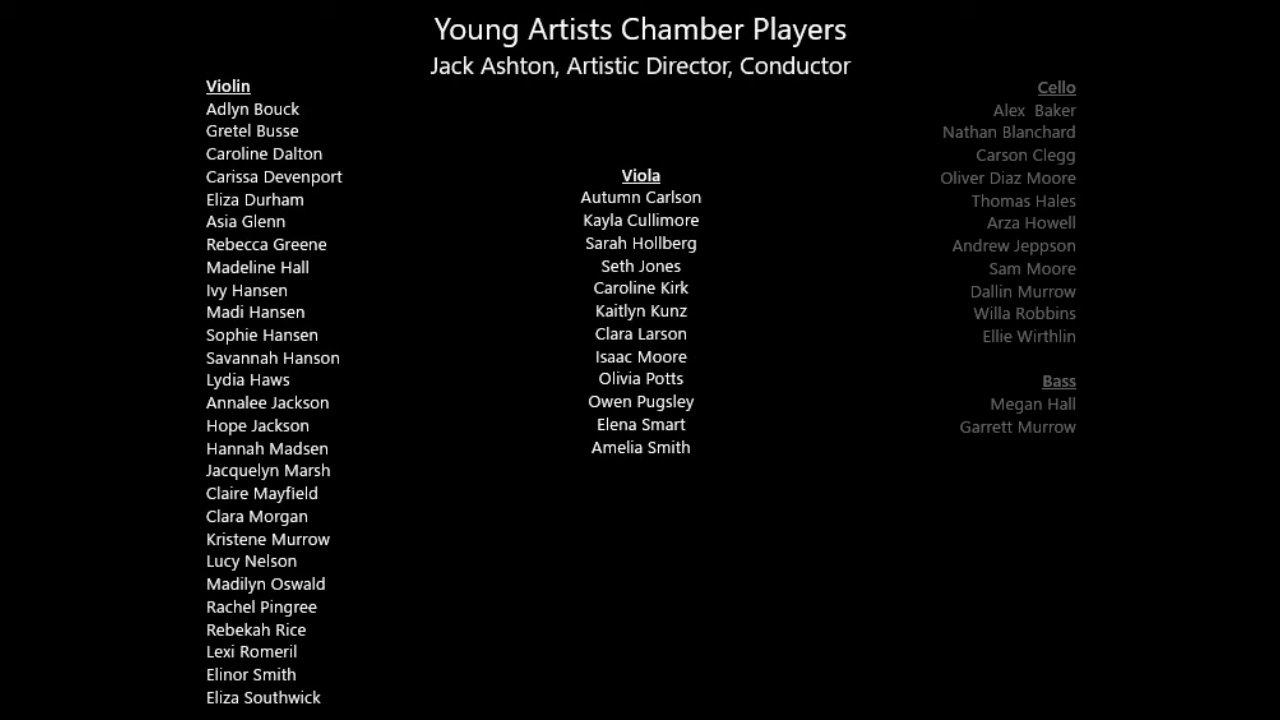 Young Artists Chamber Players
Jack Ashton, Artistic Director, Conductor
Violin
Adlyn Bouck
Gretel Busse
Caroline Dalton
Carissa Devenport
Eliza Durham
Asia Glenn
Rebecca Greene
Madeline Hall
Ivy Hansen
Madi Hansen
Sophie Hansen
Savannah Hanson
Lydia Haws
Annalee Jackson
Hope Jackson
Hannah Madsen
Jacquelyn Marsh
Claire Mayfield
Clara Morgan
Kristene Murrow
Lucy Nelson
Madilyn Oswald
Rachel Pingree
Rebekah Rice
Lexi Romeril
Elinor Smith
Eliza Southwick
Viola
Autumn Carlson
Kayla Cullimore
Sarah Hollberg
Seth Jones
Caroline Kirk
Kaitlyn Kunz
Clara Larson
Isaac Moore
Olivia Potts
Owen Pugsley
Elena Smart
Amelia Smith
Cello
Alex Baker
Nathan Blanchard
Carson Clegg
Oliver Diaz Moore
Thomas Hales
Arza Howell
Andrew Jeppson
Sam Moore
Dallin Murrow
Willa Robbins
Ellie Wirthlin
Bass
Megan Hall
Garrett Murrow